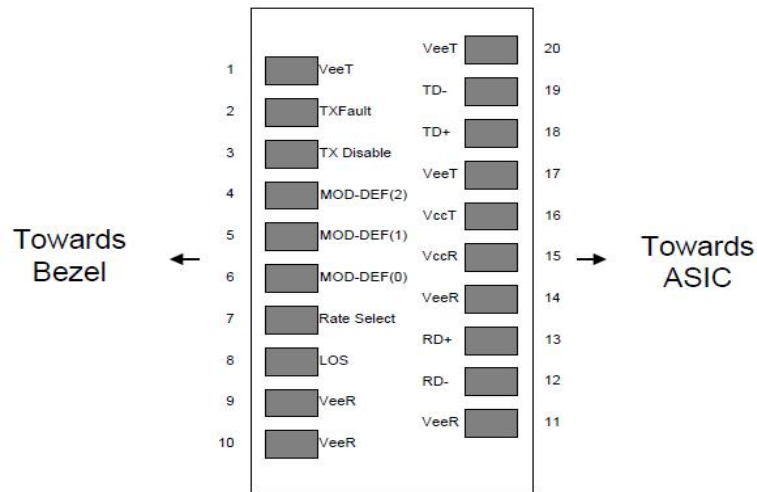 VeeT 20
1 VeeT
TD- 19
2 TXFault
TD+ 18
3 TX Disable
VeeT 17
4 MOD-DEF(2)
VccT 16
5 MOD-DEF(1)
Towards
Bezel
VccR 15
Towards
ASIC
6 MOD-DEF(0)
VeeR 14
7 Rate Select
RD+ 13
8 LOS
RD- 12
9 VeeR
VeeR 11
10 VeeR